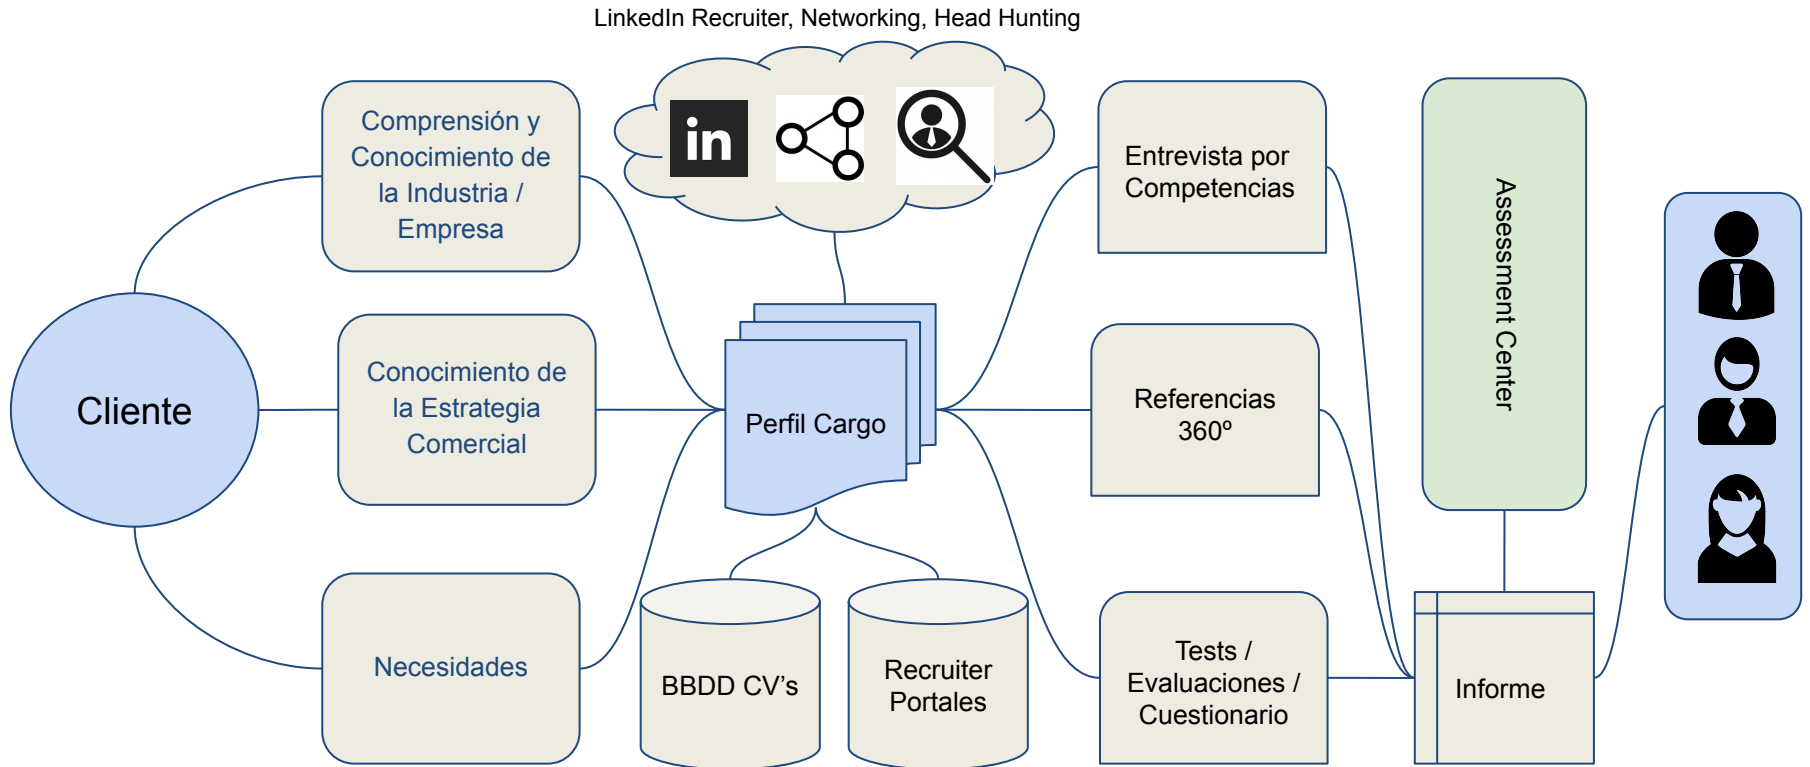 LinkedIn Recruiter, Networking, Head Hunting
in
Comprensión y
Conocimiento de
la Industria /
Empresa
Cliente
Conocimiento de
la Estrategia
Comercial
Necesidades
Perfil Cargo
BBDD CV’s
Recruiter
Portales
Entrevista por
Competencias
Referencias
360º
Tests /
Evaluaciones /
Cuestionario
Assessment Center
Informe